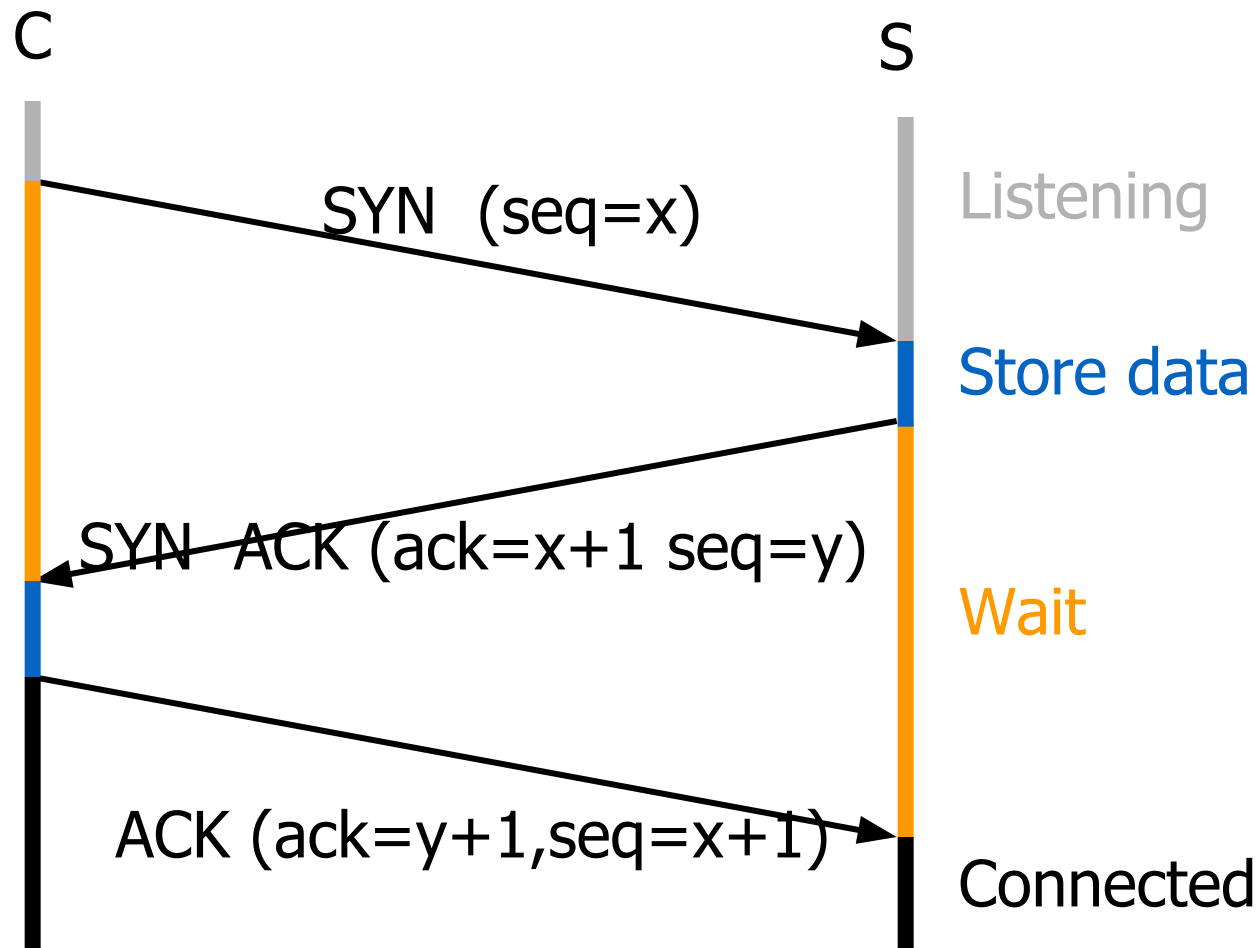 C
S
SYN  (seq=x)
Listening
Store data
SYN  ACK (ack=x+1 seq=y)
Wait
ACK (ack=y+1,seq=x+1)
Connected